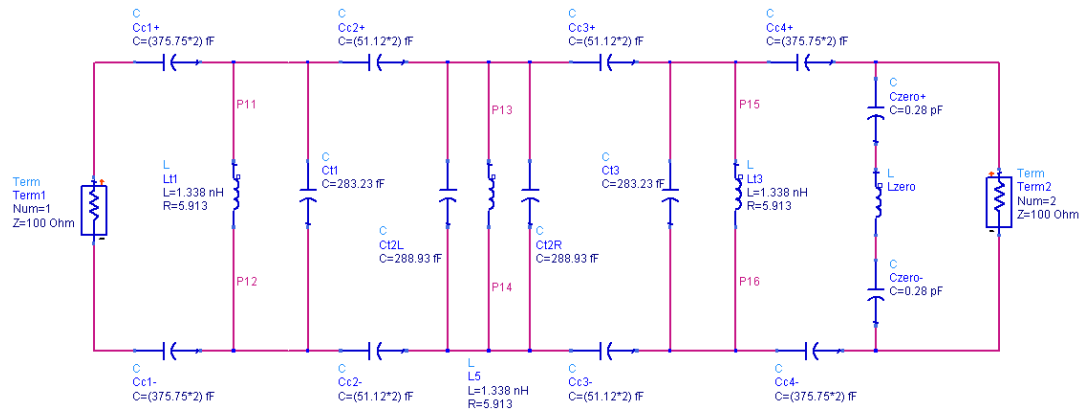 C
Cc1+
C=(375.75*2) fF
C
Cc2+
C=(51.12*2) fF
C
Cc3+
C=(51.12*2) fF
C
Cc4+
C=(375.75*2) fF
P11
P13
P15
C
Czero+
C=0.28 pF
Term
Term1
Num=1
Z=100 Ohm
L
Lt1
L=1.338 nH
R=5.913
C
Ct1
C=283.23 fF
C
Ct2L
C=288.93 fF
C
Ct2R
C=288.93 fF
C
Ct3
C=283.23 fF
L
Lt3
L=1.338 nH
R=5.913
L
Lzero
Term
Term2
Num=2
Z=100 Ohm
P12
P14
P16
C
Czero-
C=0.28 pF
C
Cc1-
C=(375.75*2) fF
C
Cc2-
C=(51.12*2) fF
L
L5
L=1.338 nH
R=5.913
C
Cc3-
C=(51.12*2) fF
C
Cc4-
C=(375.75*2) fF